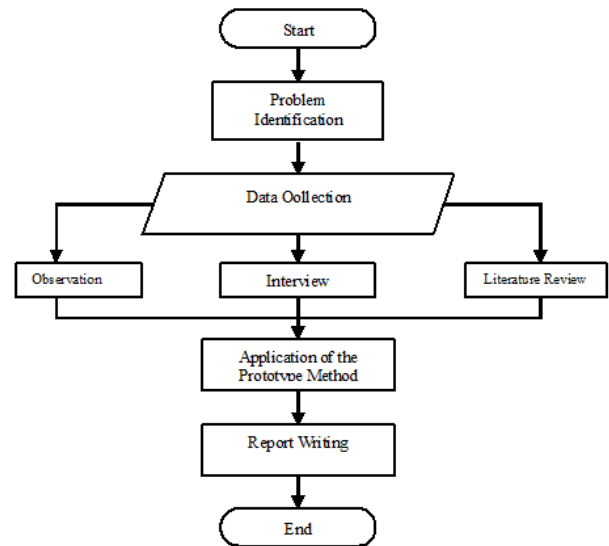 Start
Problem
Identification
Data Oollection
Observation
Interview
Literature Review
Application of the
Prototype Method
Report Writing
End